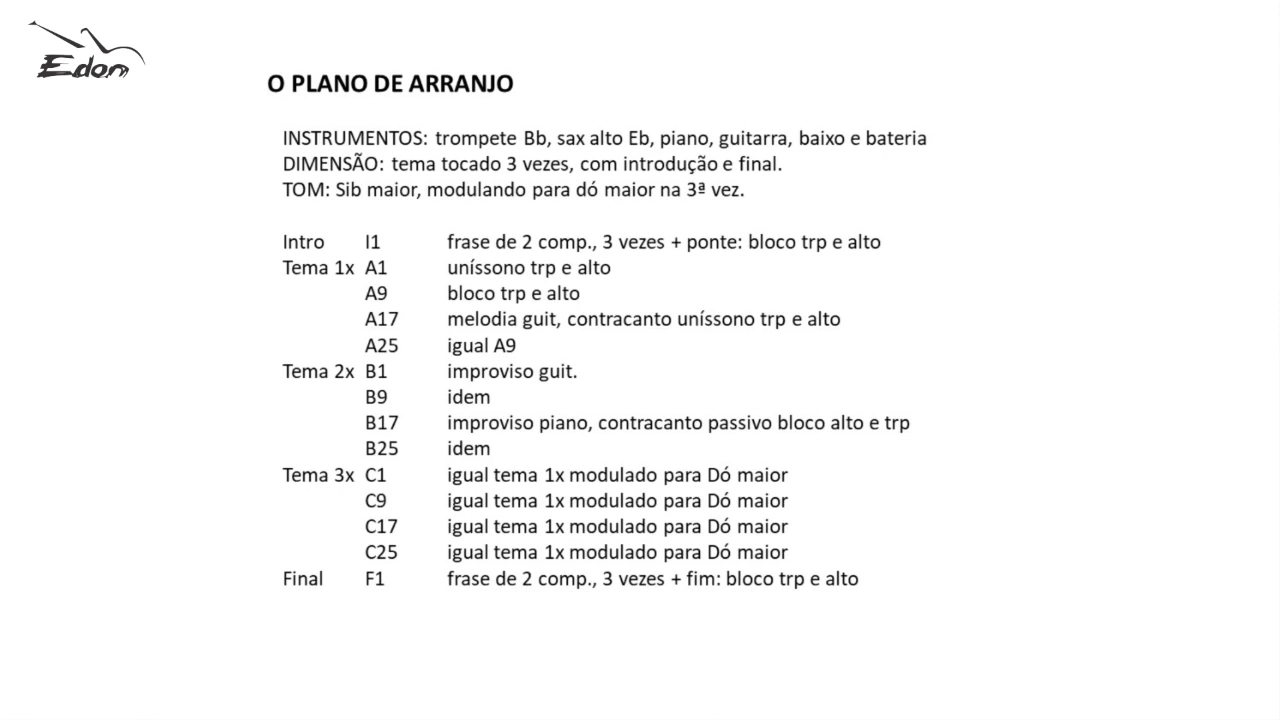 Edon
O PLANO DE ARRANJO
INSTRUMENTOS: trompete Bb, sax alto Eb, piano, guitarra, baixo e bateria
DIMENSÃO: tema tocado 3 vezes, com introdução e final.
TOM: Sib maior, modulando para dó maior na 3ª vez.
Intro I1 frase de 2 comp., 3 vezes + ponte: bloco trp e alto
Tema 1x A1 uníssono trp e alto
A9 bloco trp e alto
A17 melodia guit, contracanto uníssono trp e alto
A25 igual A9
Tema 2x B1 improviso guit.
B9 idem
B17 improviso piano, contracanto passivo bloco alto e trp
B25 idem
Tema 3x C1 igual tema 1x modulado para Dó maior
C9 igual tema 1x modulado para Dó maior
C17 igual tema 1x modulado para Dó maior
C25 igual tema 1x modulado para Dó maior
Final F1 frase de 2 comp., 3 vezes + fim: bloco trp e alto